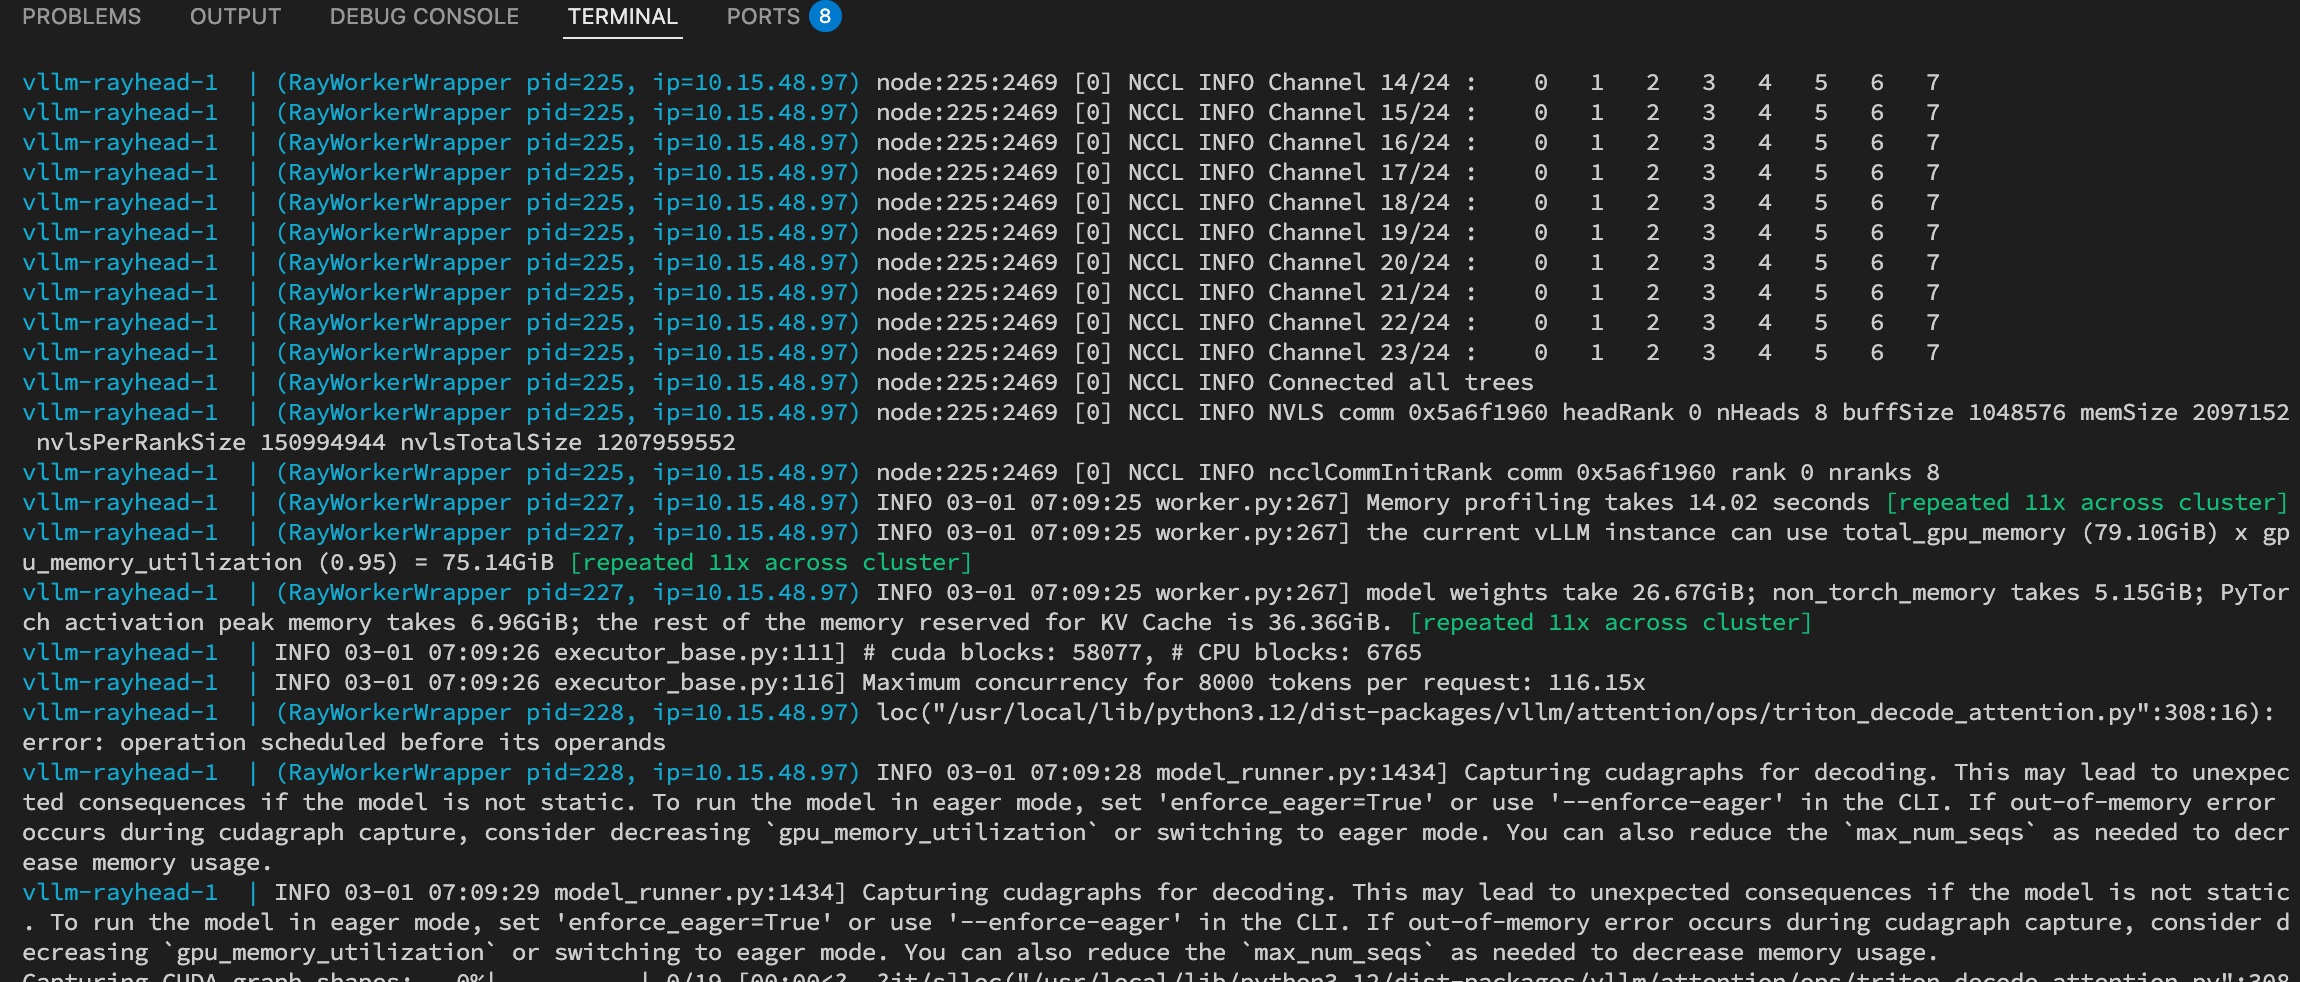 PROBLEMS OUTPUT DEBUG CONSOLE TERMINAL PORTS 8
vllm-rayhead-1 | (RayWorkerWrapper pid=225, ip=10.15.48.97) node:225:2469 [0] NCCL INFO Channel 14/24 : 0 1 2 3 4 5 6 7
vllm-rayhead-1 | (RayWorkerWrapper pid=225, ip=10.15.48.97) node:225:2469 [0] NCCL INFO Channel 15/24 : 0 1 2 3 4 5 6 7
vllm-rayhead-1 | (RayWorkerWrapper pid=225, ip=10.15.48.97) node:225:2469 [0] NCCL INFO Channel 16/24 : 0 1 2 3 4 5 6 7
vllm-rayhead-1 | (RayWorkerWrapper pid=225, ip=10.15.48.97) node:225:2469 [0] NCCL INFO Channel 17/24 : 0 1 2 3 4 5 6 7
vllm-rayhead-1 | (RayWorkerWrapper pid=225, ip=10.15.48.97) node:225:2469 [0] NCCL INFO Channel 18/24 : 0 1 2 3 4 5 6 7
vllm-rayhead-1 | (RayWorkerWrapper pid=225, ip=10.15.48.97) node:225:2469 [0] NCCL INFO Channel 19/24 : 0 1 2 3 4 5 6 7
vllm-rayhead-1 | (RayWorkerWrapper pid=225, ip=10.15.48.97) node:225:2469 [0] NCCL INFO Channel 20/24 : 0 1 2 3 4 5 6 7
vllm-rayhead-1 | (RayWorkerWrapper pid=225, ip=10.15.48.97) node:225:2469 [0] NCCL INFO Channel 21/24 : 0 1 2 3 4 5 6 7
vllm-rayhead-1 | (RayWorkerWrapper pid=225, ip=10.15.48.97) node:225:2469 [0] NCCL INFO Channel 22/24 : 0 1 2 3 4 5 6 7
vllm-rayhead-1 | (RayWorkerWrapper pid=225, ip=10.15.48.97) node:225:2469 [0] NCCL INFO Channel 23/24 : 0 1 2 3 4 5 6 7
vllm-rayhead-1 | (RayWorkerWrapper pid=225, ip=10.15.48.97) node:225:2469 [0] NCCL INFO Connected all trees
vllm-rayhead-1 | (RayWorkerWrapper pid=225, ip=10.15.48.97) node:225:2469 [0] NCCL INFO NVLS comm 0x5a6f1960 headRank 0 nHeads 8 buffSize 1048576 memSize 2097152
nvlsPerRankSize 150994944 nvlsTotalSize 1207959552
vllm-rayhead-1 | (RayWorkerWrapper pid=225, ip=10.15.48.97) node:225:2469 [0] NCCL INFO ncclCommInitRank comm 0x5a6f1960 rank 0 nranks 8
vllm-rayhead-1 | (RayWorkerWrapper pid=227, ip=10.15.48.97) INFO 03-01 07:09:25 worker.py:267] Memory profiling takes 14.02 seconds [repeated 11x across cluster]
vllm-rayhead-1 | (RayWorkerWrapper pid=227, ip=10.15.48.97) INFO 03-01 07:09:25 worker.py:267] the current vLLM instance can use total_gpu_memory (79.10GiB) x gp
u_memory_utilization (0.95) = 75.14GiB [repeated 11x across cluster]
vllm-rayhead-1 | (RayWorkerWrapper pid=227, ip=10.15.48.97) INFO 03-01 07:09:25 worker.py:267] model weights take 26.67GiB; non_torch_memory takes 5.15GiB; PyTor
ch activation peak memory takes 6.96GiB; the rest of the memory reserved for KV Cache is 36.36GiB. [repeated 11x across cluster]
vllm-rayhead-1 | INFO 03-01 07:09:26 executor_base.py:111] # cuda blocks: 58077, # CPU blocks: 6765
vllm-rayhead-1 | INFO 03-01 07:09:26 executor_base.py:116] Maximum concurrency for 8000 tokens per request: 116.15x
vllm-rayhead-1 | (RayWorkerWrapper pid=228, ip=10.15.48.97) loc("/usr/local/lib/python3.12/dist-packages/vllm/attention/ops/triton_decode_attention.py":308:16):
error: operation scheduled before its operands
vllm-rayhead-1 | (RayWorkerWrapper pid=228, ip=10.15.48.97) INFO 03-01 07:09:28 model_runner.py:1434] Capturing cudagraphs for decoding. This may lead to unexpec
ted consequences if the model is not static. To run the model in eager mode, set 'enforce_eager=True' or use '--enforce-eager' in the CLI. If out-of-memory error
occurs during cudagraph capture, consider decreasing `gpu_memory_utilization` or switching to eager mode. You can also reduce the `max_num_seqs` as needed to decr
ease memory usage.
vllm-rayhead-1 | INFO 03-01 07:09:29 model_runner.py:1434] Capturing cudagraphs for decoding. This may lead to unexpected consequences if the model is not static
. To run the model in eager mode, set 'enforce_eager=True' or use '--enforce-eager' in the CLI. If out-of-memory error occurs during cudagraph capture, consider d
ecreasing `gpu_memory_utilization` or switching to eager mode. You can also reduce the `max_num_seqs` as needed to decrease memory usage.
Capturing CUDA graph shapes: 0%| | 0/19 [00:00<?, ?it/s]loc("/usr/local/lib/python3.12/dist-packages/vllm/attention/ops/triton_decode_attention.py":308